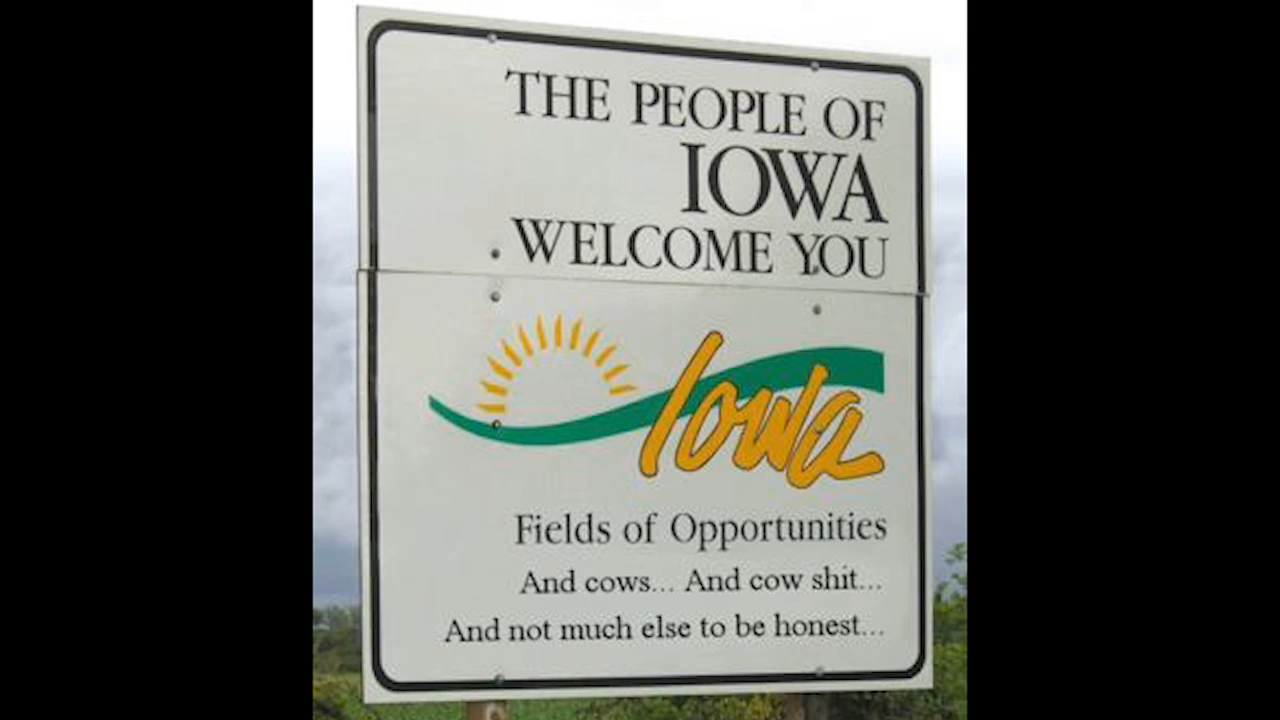 THE PEOPLE OF
IOWA
WELCOME YOU
Iowa
Fields of Opportunities
And cows... And cow shit...
And not much else to be honest...